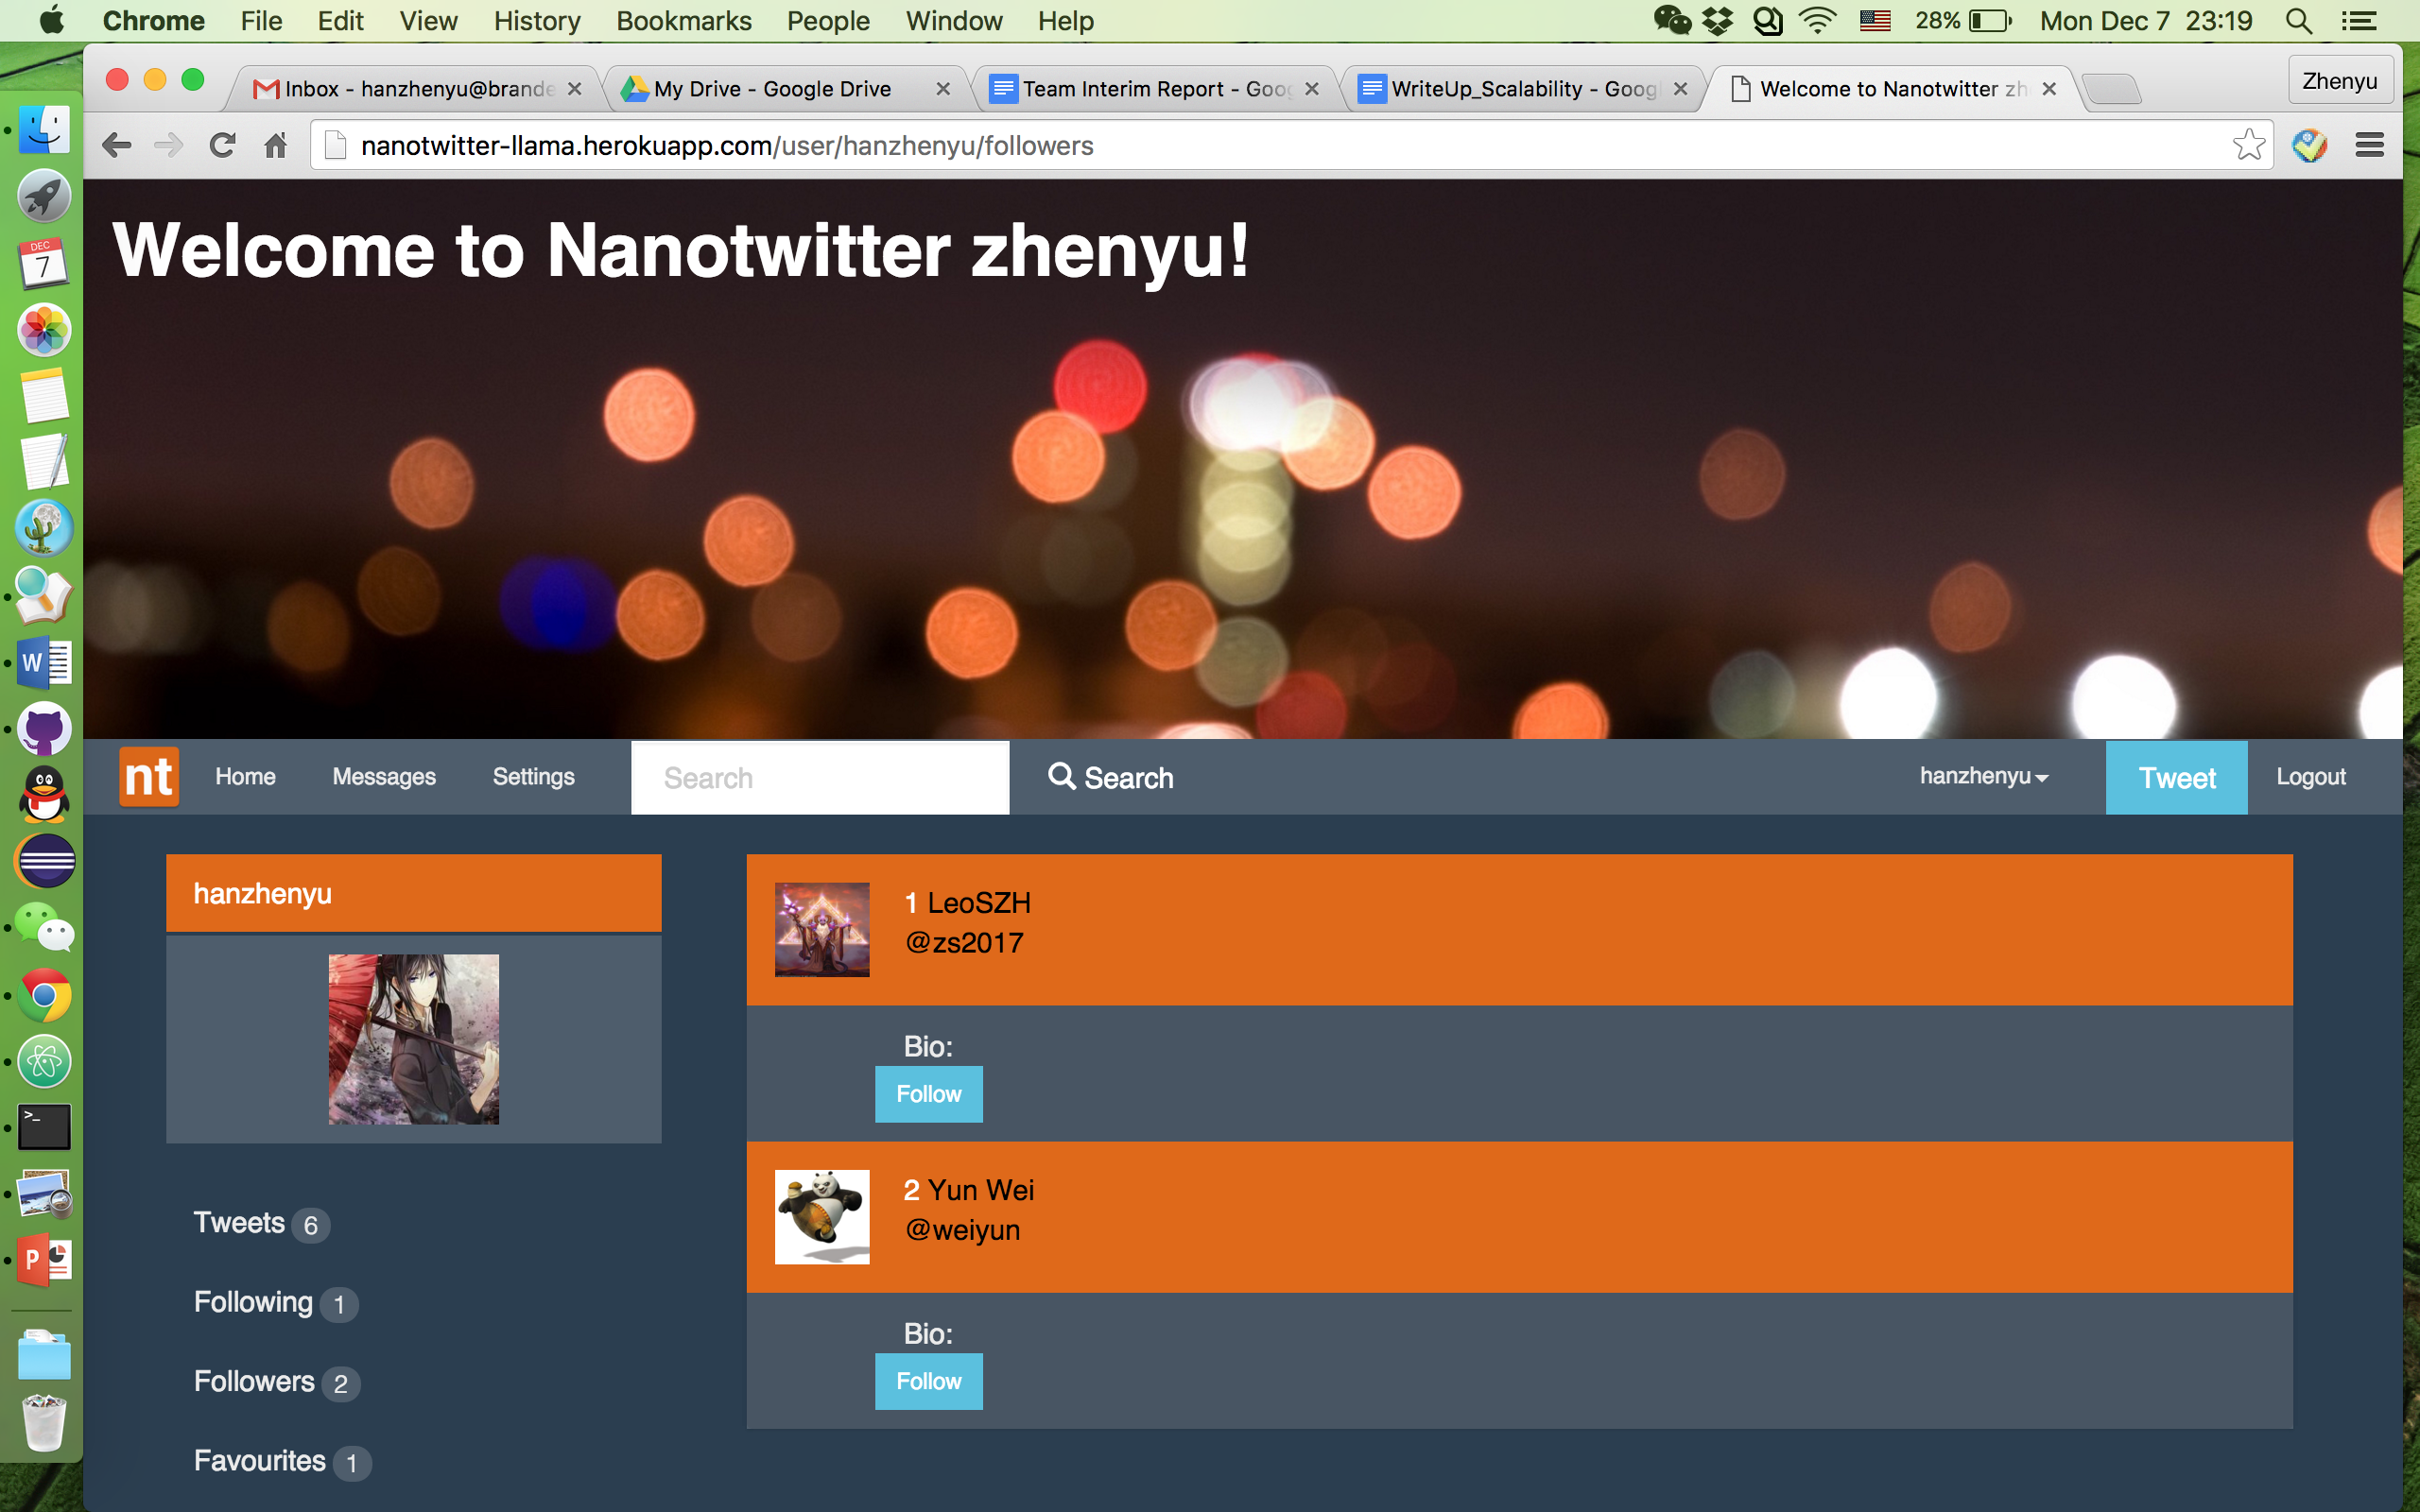 Chrome File Edit View History Bookmarks People Window Help 28% Mon Dec 7 23:19
Inbox - hanzhenyu@brande My Drive - Google Drive Team Interim Report - Goog WriteUp_Scalability - Googl Welcome to Nanotwitter zh Zhenyu
nanotwitter-llama.herokuapp.com/user/hanzhenyu/followers
DEC
7
W
>_
P
Welcome to Nanotwitter zhenyu!
nt Home Messages Settings Search Search hanzhenyu Tweet Logout
hanzhenyu
Tweets 6
Following 1
Followers 2
Favourites 1
1 LeoSZH
@zs2017
Bio:
Follow
2 Yun Wei
@weiyun
Bio:
Follow